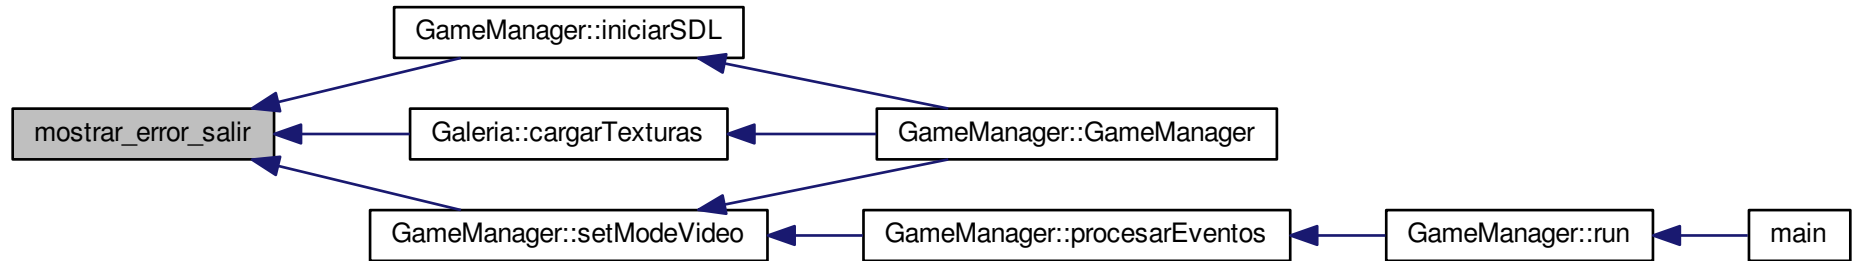 GameManager::iniciarSDL
mostrar_error_salir
Galeria::cargarTexturas
GameManager::GameManager
GameManager::setModeVideo
GameManager::procesarEventos
GameManager::run
main